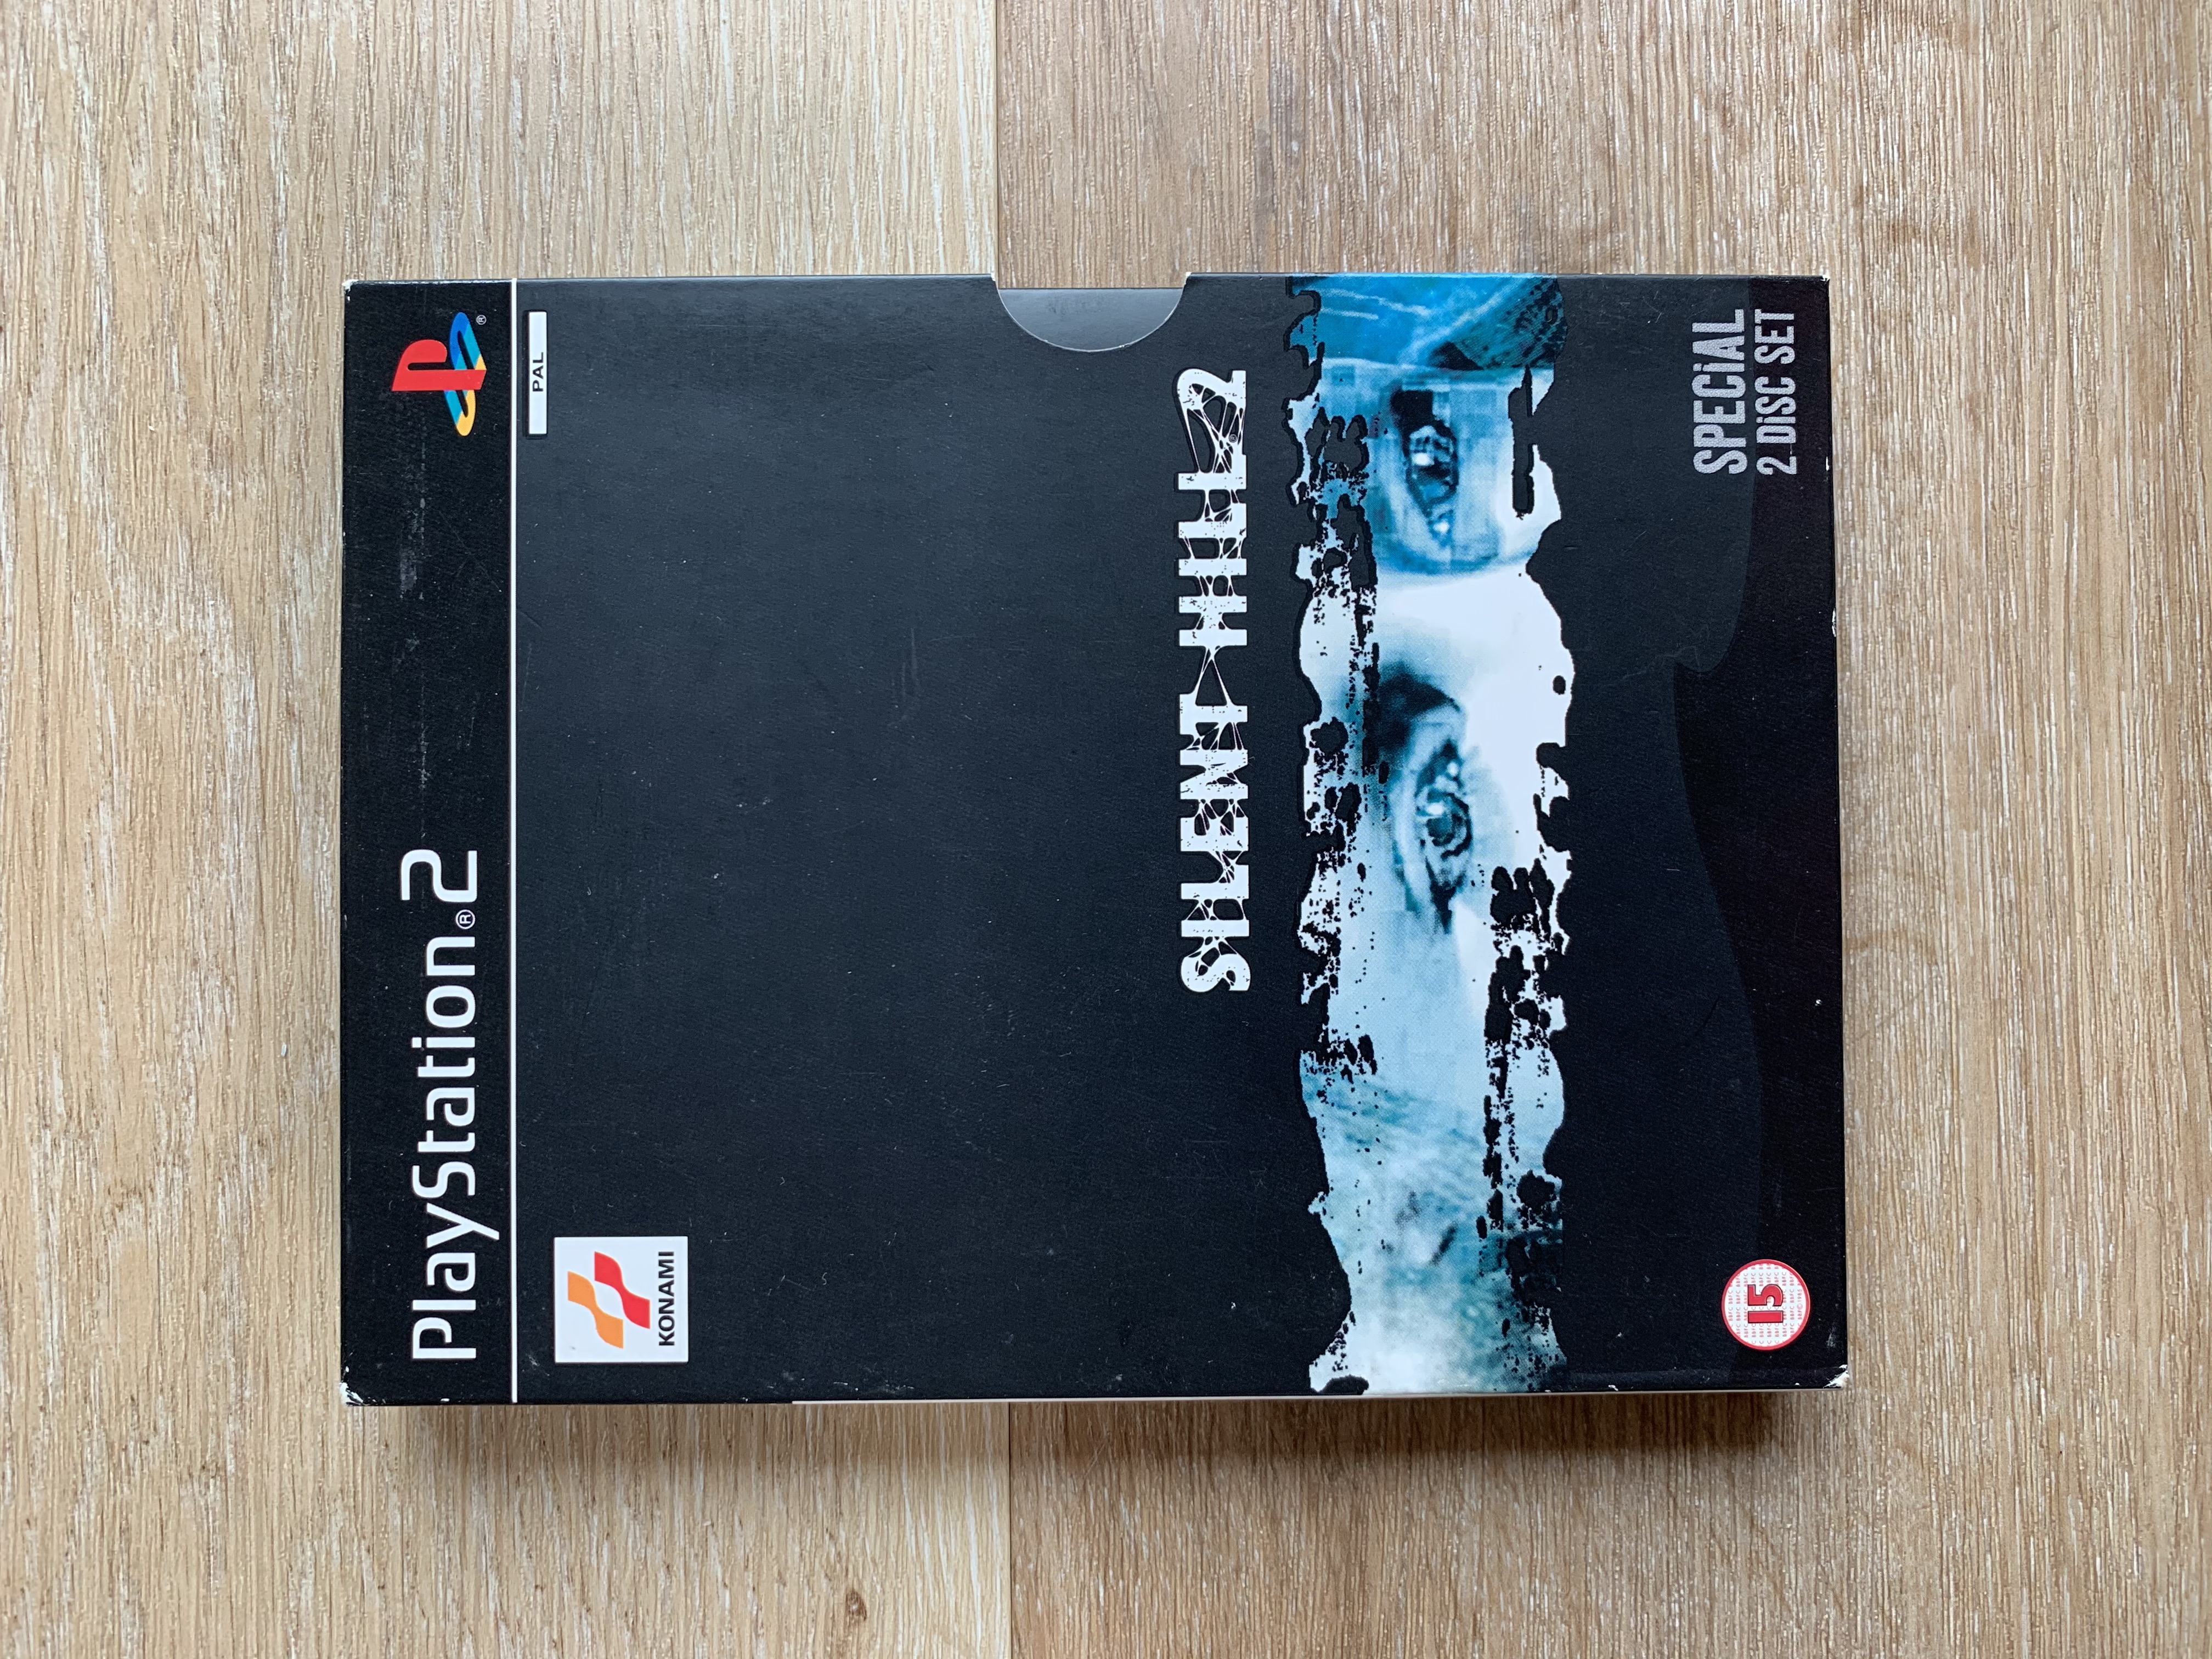 PlayStation®2
®
PAL
KONAMI
SILENT HILL 2
SPECiAL
2 DiSC SET
15